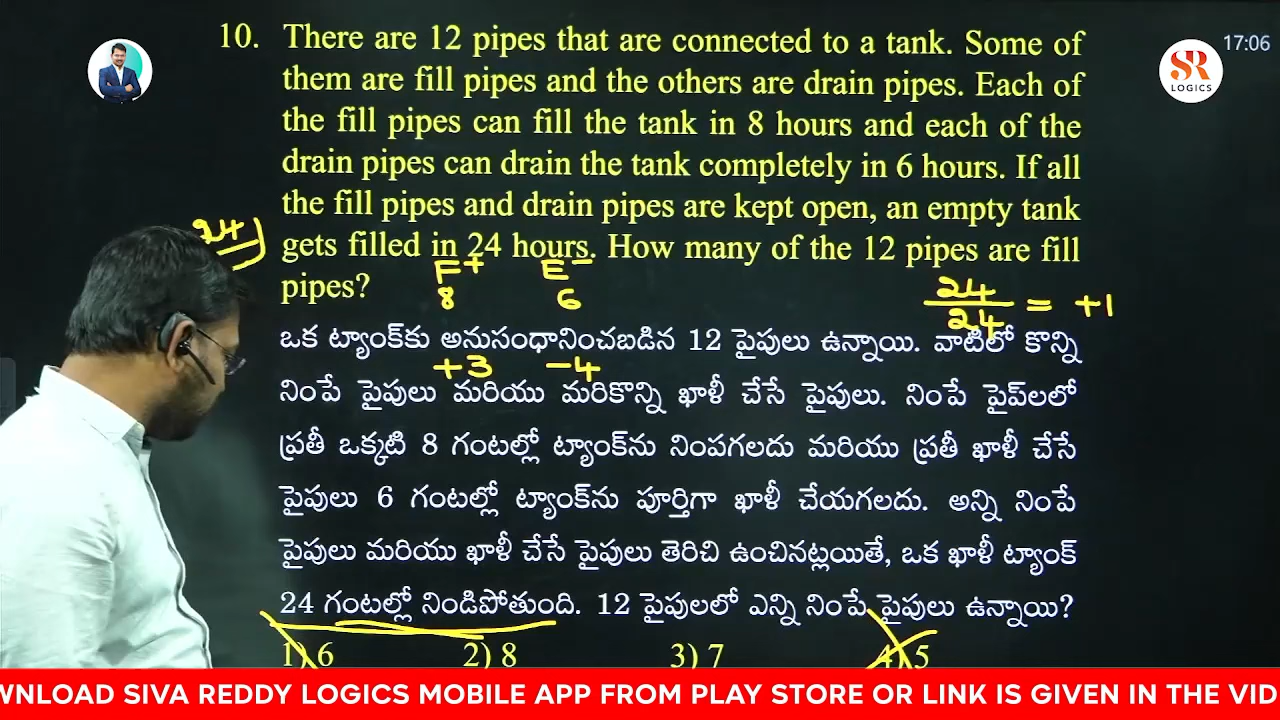 17:06
SR
LOGICS
10. There are 12 pipes that are connected to a tank. Some of
them are fill pipes and the others are drain pipes. Each of
the fill pipes can fill the tank in 8 hours and each of the
drain pipes can drain the tank completely in 6 hours. If all
the fill pipes and drain pipes are kept open, an empty tank
24
gets filled in 24 hours. How many of the 12 pipes are fill
pipes?
F+ E-
8 6
24
24 = +1
ఒక ట్యాంక్‌కు అనుసంధానించబడిన 12 పైపులు ఉన్నాయి. వాటిలో కొన్ని
+3 -4
నింపే పైపులు మరియు మరికొన్ని ఖాళీ చేసే పైపులు. నింపే పైప్‌లలో
ప్రతీ ఒక్కటి 8 గంటల్లో ట్యాంక్‌ను నింపగలదు మరియు ప్రతీ ఖాళీ చేసే
పైపులు 6 గంటల్లో ట్యాంక్‌ను పూర్తిగా ఖాళీ చేయగలదు. అన్ని నింపే
పైపులు మరియు ఖాళీ చేసే పైపులు తెరిచి ఉంచినట్లయితే, ఒక ఖాళీ ట్యాంక్
24 గంటల్లో నిండిపోతుంది. 12 పైపులలో ఎన్ని నింపే పైపులు ఉన్నాయి?
1) 6 2) 8 3) 7 4) 5
WNLOAD SIVA REDDY LOGICS MOBILE APP FROM PLAY STORE OR LINK IS GIVEN IN THE VID